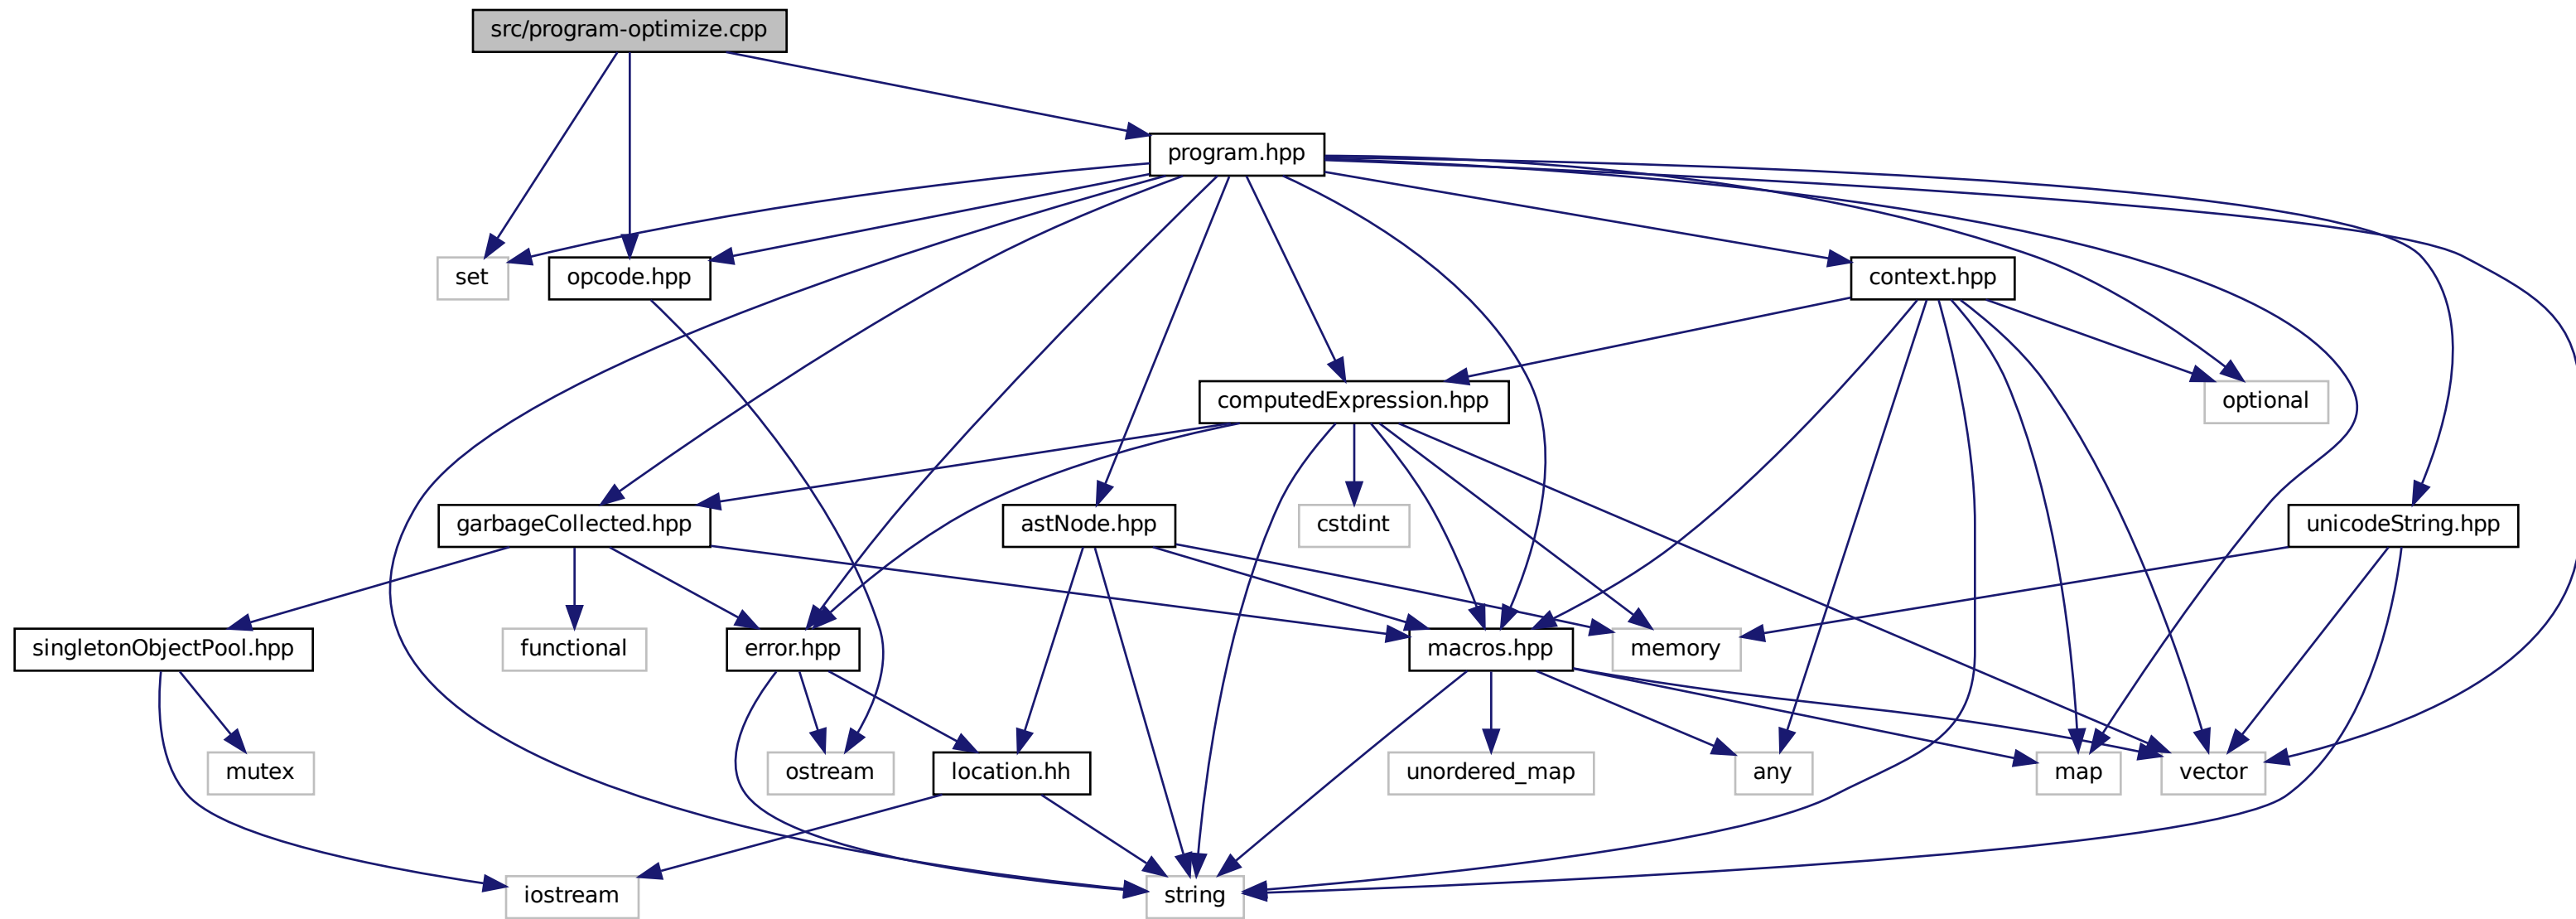 src/program-optimize.cpp
program.hpp
set
opcode.hpp
context.hpp
computedExpression.hpp
optional
garbageCollected.hpp
astNode.hpp
cstdint
unicodeString.hpp
singletonObjectPool.hpp
functional
error.hpp
macros.hpp
memory
mutex
ostream
location.hh
unordered_map
any
map
vector
iostream
string